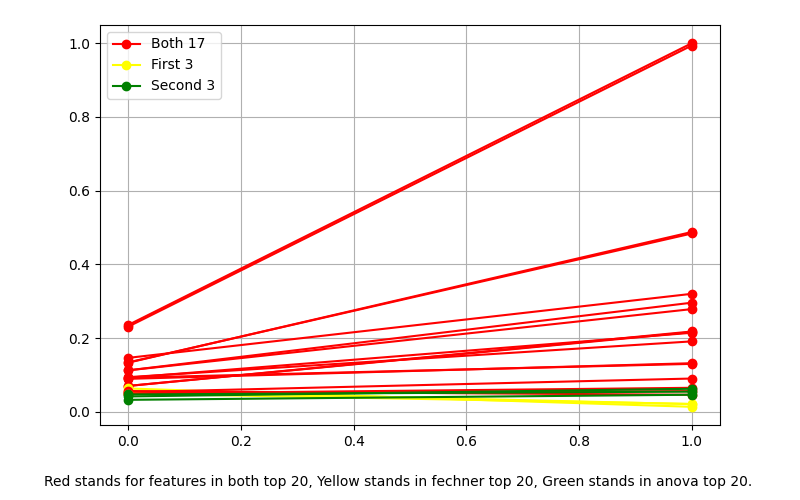 1.0
0.8
0.6
0.4
0.2
0.0
Both 17
First 3
Second 3
0.0 0.2 0.4 0.6 0.8 1.0
Red stands for features in both top 20, Yellow stands in fechner top 20, Green stands in anova top 20.